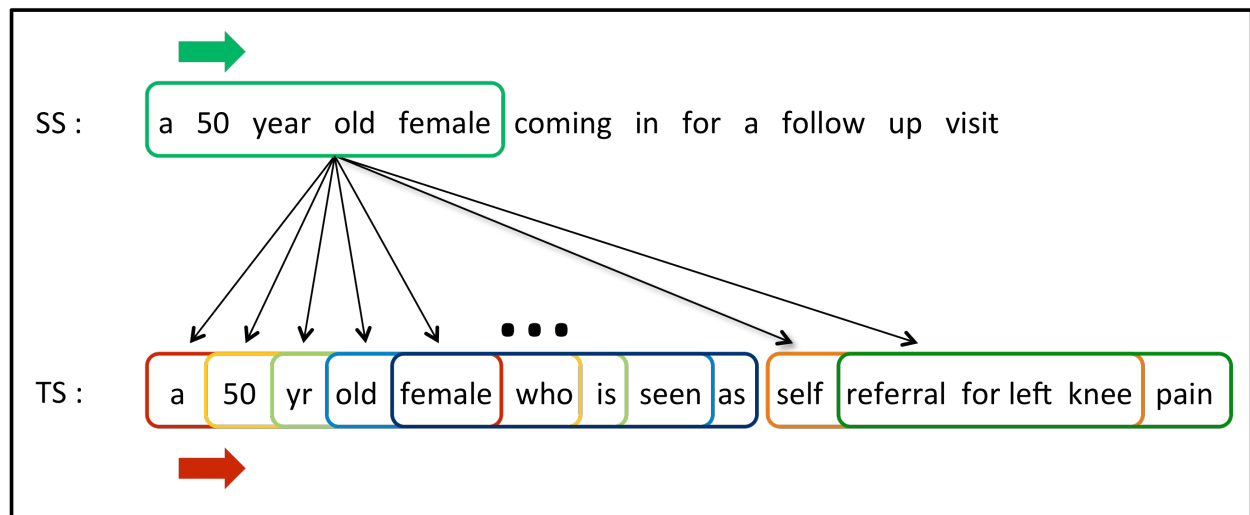 SS : a 50 year old female coming in for a follow up visit
...
TS : a 50 yr old female who is seen as self referral for left knee pain